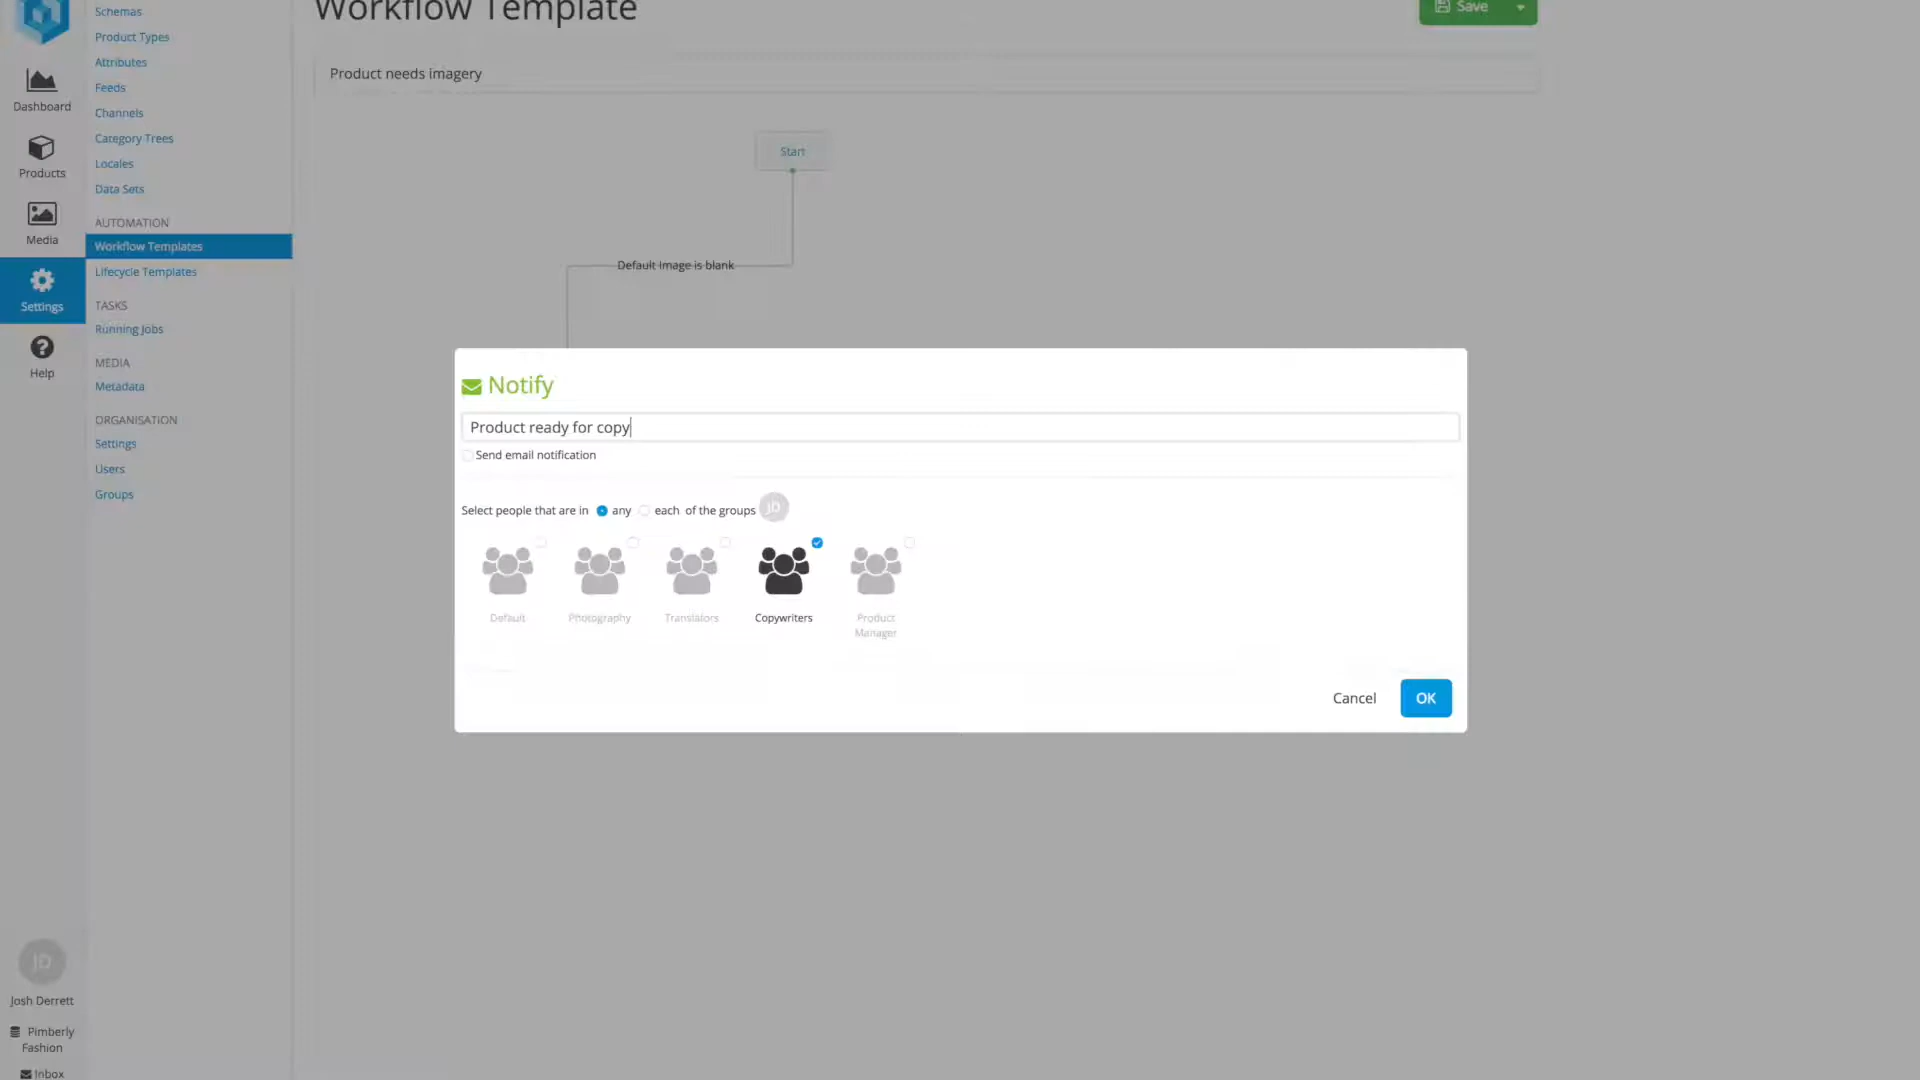 Workflow Template
Save
Schemas
Product Types
Attributes
Feeds
Channels
Category Trees
Locales
Data Sets
AUTOMATION
Workflow Templates
Lifecycle Templates
TASKS
Running Jobs
MEDIA
Metadata
ORGANISATION
Settings
Users
Groups
Dashboard
Products
Media
Settings
Help
JD
Josh Derrett
Pimberly
Fashion
Inbox
Product needs imagery
Start
Default Image is blank
Notify
Product ready for copy
Send email notification
Select people that are in any each of the groups JD
Default
Photography
Translators
Copywriters
Product
Manager
Cancel
OK